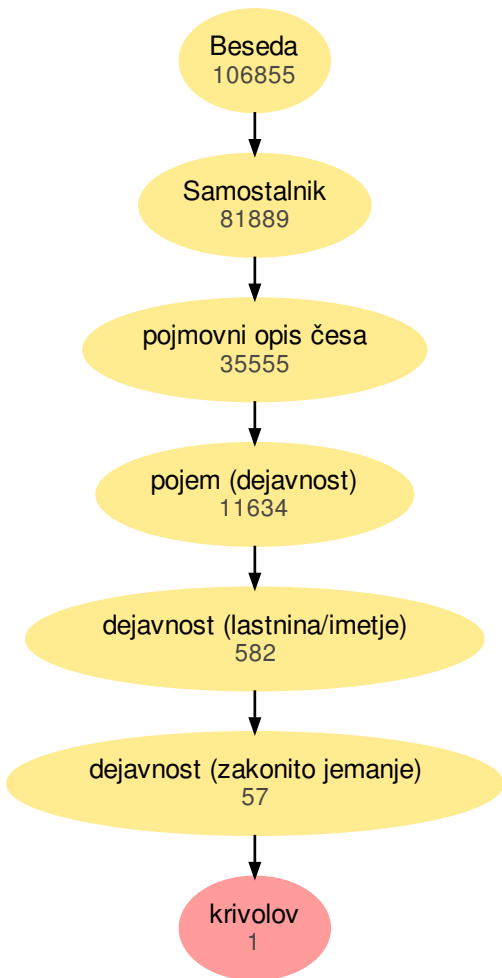 Beseda
106855
Samostalnik
81889
pojmovni opis česa
35555
pojem (dejavnost)
11634
dejavnost (lastnina/imetje)
582
dejavnost (zakonito jemanje)
57
krivolov
1